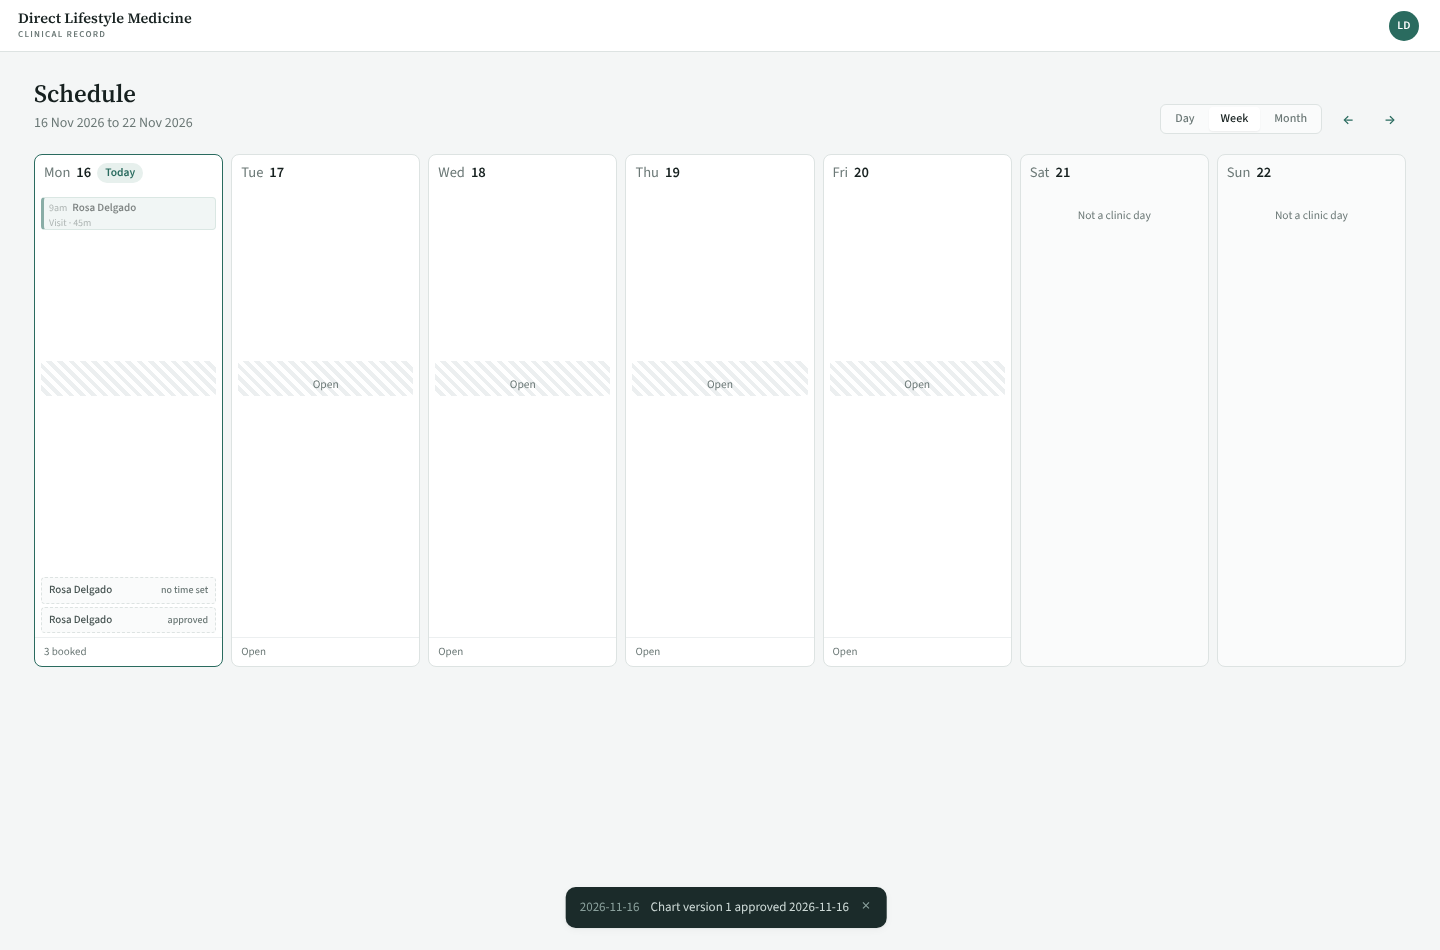 Direct Lifestyle Medicine
CLINICAL RECORD
LD
Schedule
16 Nov 2026 to 22 Nov 2026
Day Week Month ← →
Mon 16 Today
9am Rosa Delgado
Visit · 45m
Rosa Delgado no time set
Rosa Delgado approved
3 booked
Tue 17
Open
Open
Wed 18
Open
Open
Thu 19
Open
Open
Fri 20
Open
Open
Sat 21
Not a clinic day
Sun 22
Not a clinic day
2026-11-16 Chart version 1 approved 2026-11-16 ×